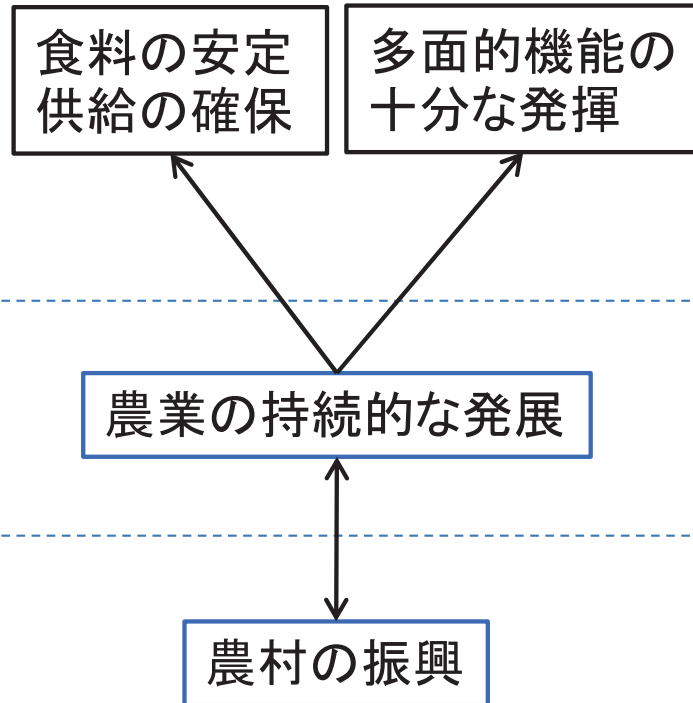 食料の安定
供給の確保
多面的機能の
十分な発揮
農業の持続的な発展
農村の振興